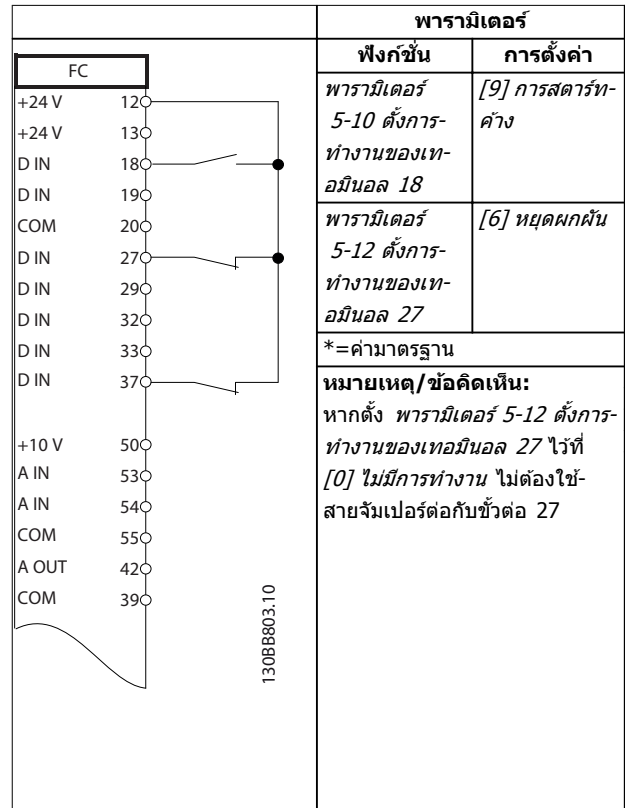 FC
+24 V 12
+24 V 13
D IN 18
D IN 19
COM 20
D IN 27
D IN 29
D IN 32
D IN 33
D IN 37
+10 V 50
A IN 53
A IN 54
COM 55
A OUT 42
COM 39
130BB803.10
พารามิเตอร์
ฟังก์ชั่น การตั้งค่า
พารามิเตอร์ [9] การสตาร์ท-
5-10 ตั้งการ- ค้าง
ทำงานของเท-
อมินอล 18
พารามิเตอร์ [6] หยุดผกผัน
5-12 ตั้งการ-
ทำงานของเท-
อมินอล 27
*=ค่ามาตรฐาน
หมายเหตุ/ข้อคิดเห็น:
หากตั้ง พารามิเตอร์ 5-12 ตั้งการ-
ทำงานของเทอมินอล 27 ไว้ที่
[0] ไม่มีการทำงาน ไม่ต้องใช้-
สายจัมเปอร์ต่อกับขั้วต่อ 27